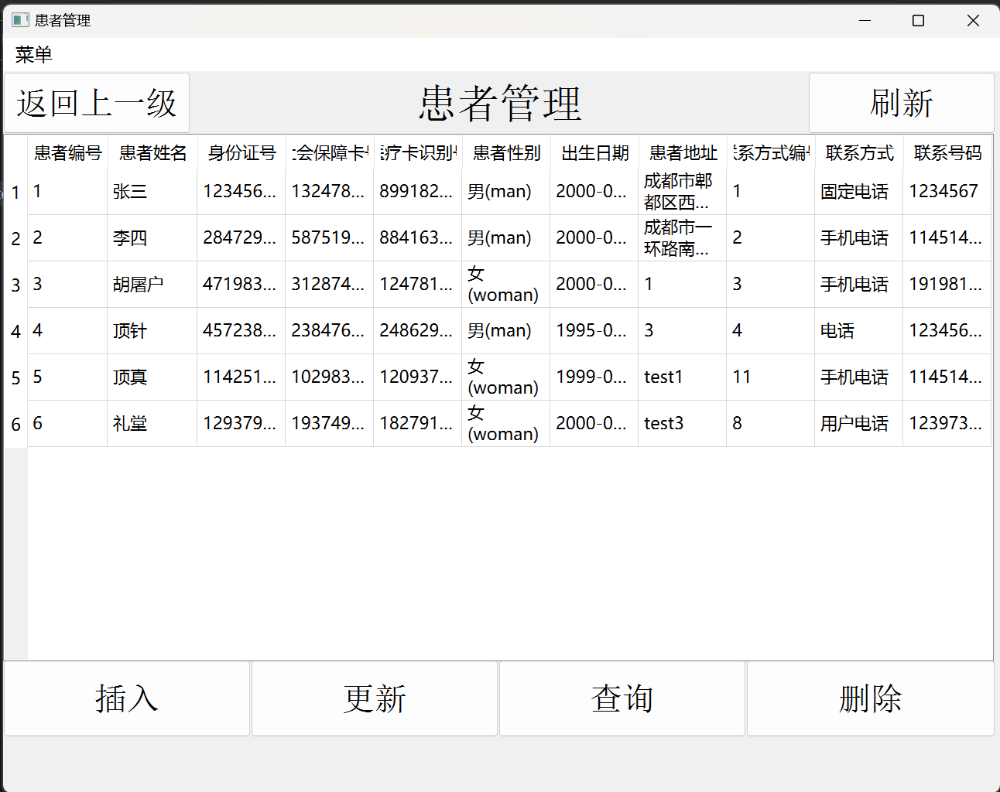 患者管理
菜单
返回上一级 患者管理 刷新
患者编号 患者姓名 身份证号 会保障卡 疗卡识别 患者性别 出生日期 患者地址 系方式编 联系方式 联系号码
1 1 张三 123456... 132478... 899182... 男(man) 2000-0... 成都市郫都区西... 1 固定电话 1234567
2 2 李四 284729... 587519... 884163... 男(man) 2000-0... 成都市一环路南... 2 手机电话 114514...
3 3 胡屠户 471983... 312874... 124781... 女(woman) 2000-0... 1 3 手机电话 191981...
4 4 顶针 457238... 238476... 248629... 男(man) 1995-0... 3 4 电话 123456...
5 5 顶真 114251... 102983... 120937... 女(woman) 1999-0... test1 11 手机电话 114514...
6 6 礼堂 129379... 193749... 182791... 女(woman) 2000-0... test3 8 用户电话 123973...
插入 更新 查询 删除